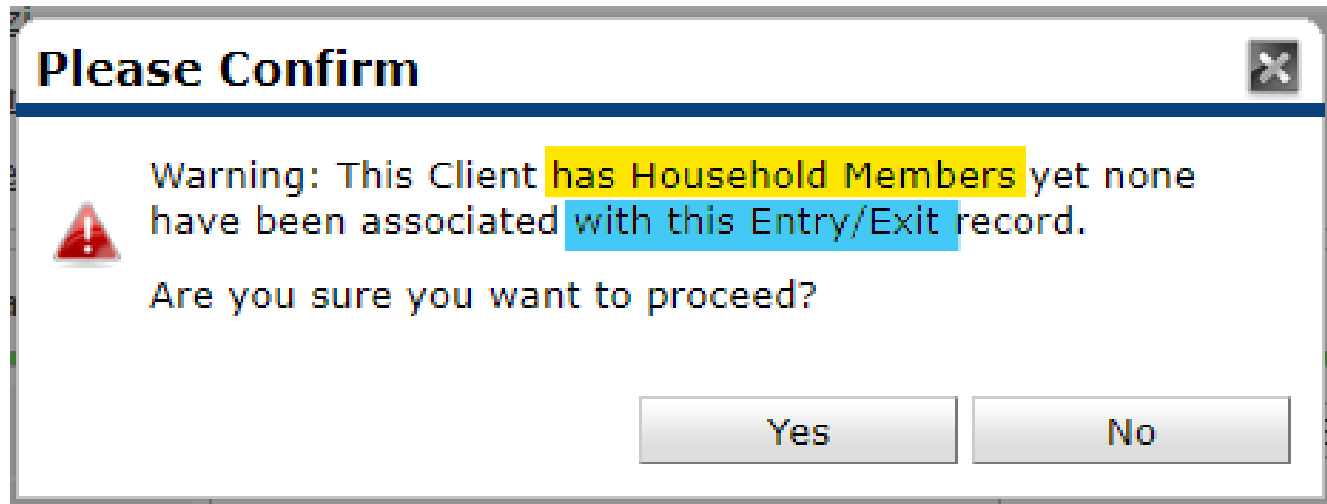 Please Confirm
Warning: This Client has Household Members yet none
have been associated with this Entry/Exit record.
Are you sure you want to proceed?
Yes
No